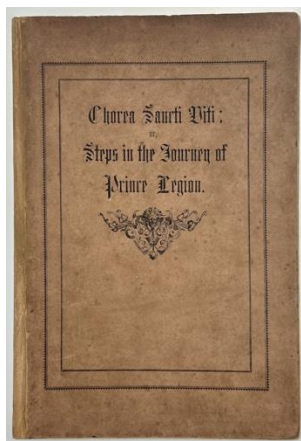 Chorea Sancti Viti;
or,
Steps in the Journey of
Prince Legion.